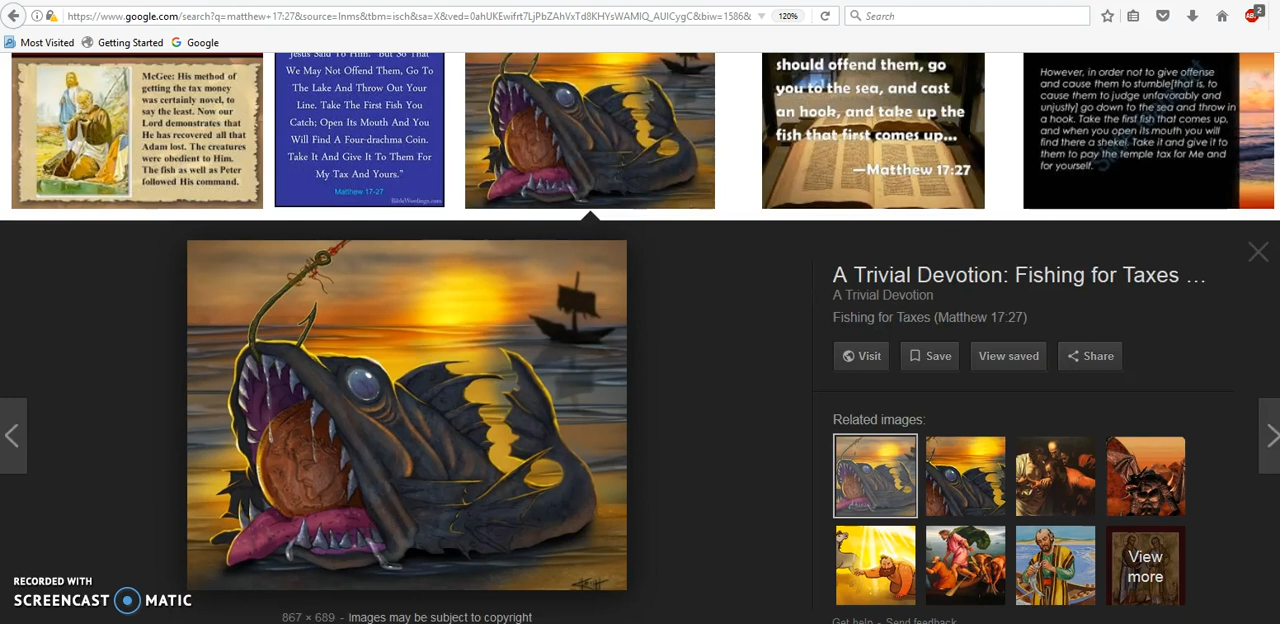 https://www.google.com/search?q=matthew+17:27&source=lnms&tbm=isch&sa=X&ved=0ahUKEwifrt7LjPbZAhVxTd8KHYsWAMIQ_AUICygC&biw=1586&
120%
Search
2
Most Visited
Getting Started
Google
McGee: His method of
getting the tax money
was certainly novel, to
say the least. Now our
Lord demonstrates that
He has recovered all that
Adam lost. The creatures
were obedient to Him.
The fish as well as Peter
followed His command.
Jesus Said To Him. "But So That
We May Not Offend Them, Go To
The Lake And Throw Out Your
Line. Take The First Fish You
Catch; Open Its Mouth And You
Will Find A Four-drachma Coin.
Take It And Give It To Them For
My Tax And Yours."
Matthew 17-27
BibleWordings.com
should offend them, go
you to the sea, and cast
an hook, and take up the
fish that first comes up...
—Matthew 17:27
However, in order not to give offense
and cause them to stumble[that is, to
cause them to judge unfavorably and
unjustly] go down to the sea and throw in
a hook. Take the first fish that comes up,
and when you open its mouth you will
find there a shekel. Take it and give it to
them to pay the temple tax for Me and
for yourself.
A Trivial Devotion: Fishing for Taxes ...
A Trivial Devotion
Fishing for Taxes (Matthew 17:27)
Visit
Save
View saved
Share
Related images:
View
more
RECORDED WITH
SCREENCAST MATIC
867 × 689 - Images may be subject to copyright
Get help - Send feedback